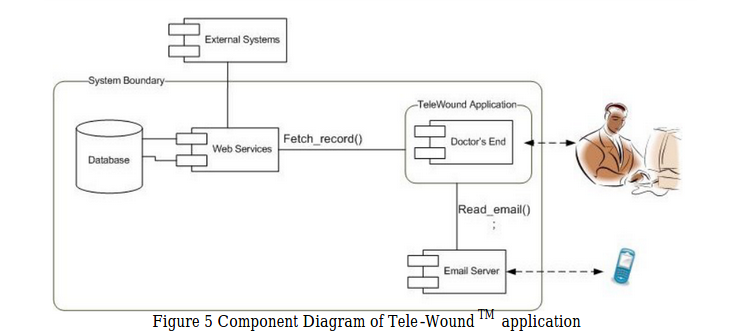 External Systems
System Boundary
TeleWound Application
Database
Web Services
Fetch_record()
Doctor's End
Read_email()
:
Email Server
Figure 5 Component Diagram of Tele-Wound TM application